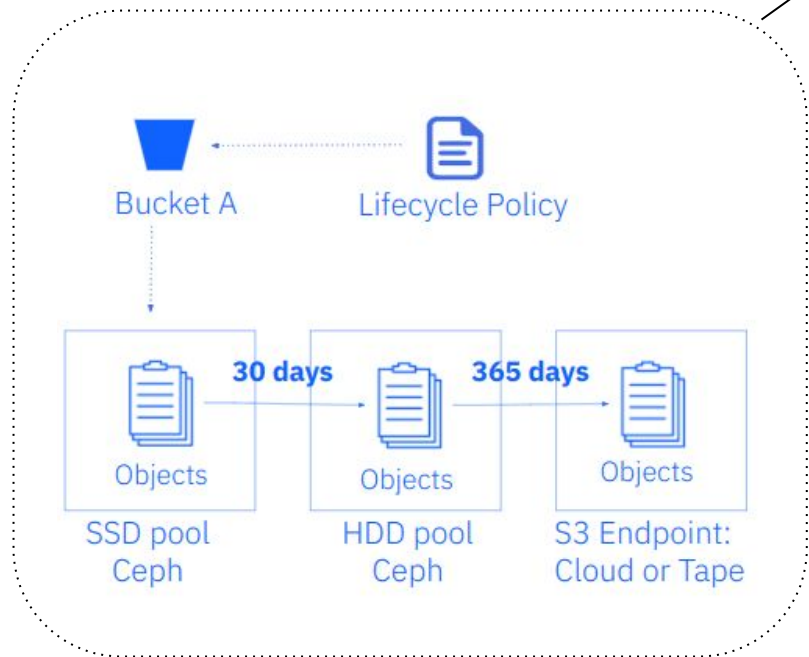 Bucket A
Lifecycle Policy
30 days
365 days
Objects
Objects
Objects
SSD pool
Ceph
HDD pool
Ceph
S3 Endpoint:
Cloud or Tape